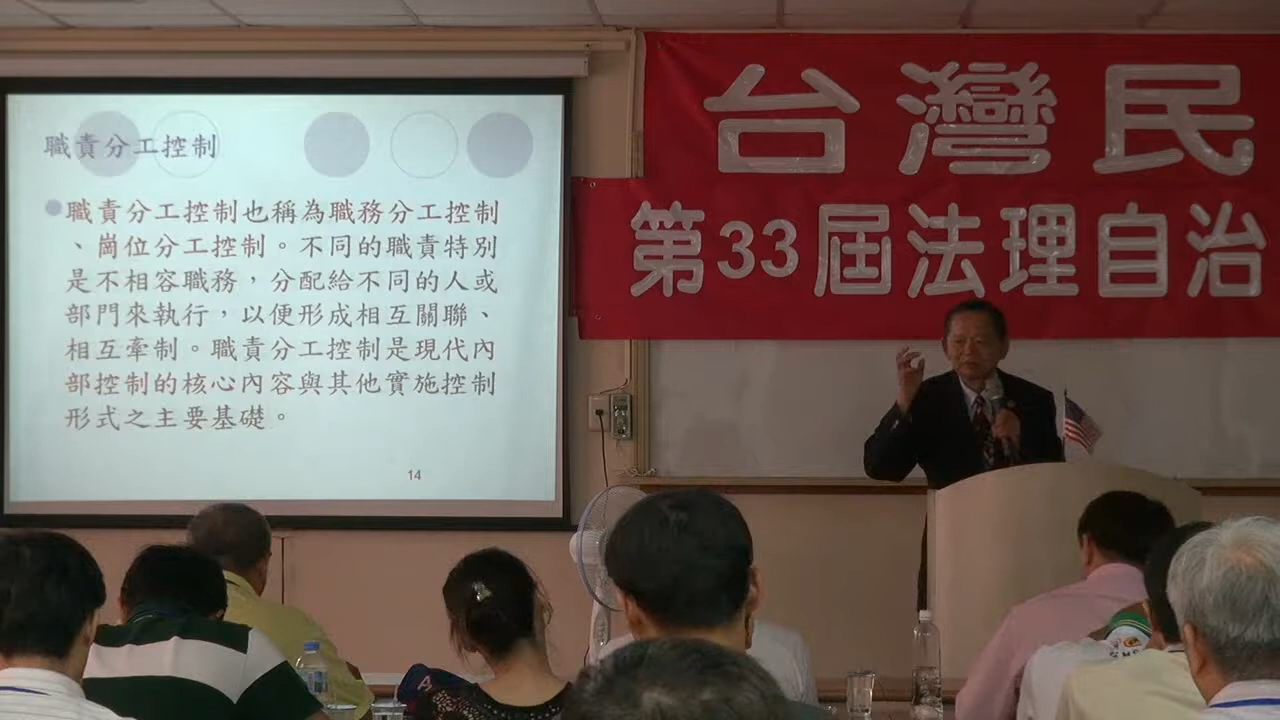 職責分工控制
職責分工控制也稱為職務分工控制
、崗位分工控制。不同的職責特別
是不相容職務，分配給不同的人或
部門來執行，以便形成相互關聯、
相互牽制。職責分工控制是現代內
部控制的核心內容與其他實施控制
形式之主要基礎。
14
台灣民
第33屆法理自治